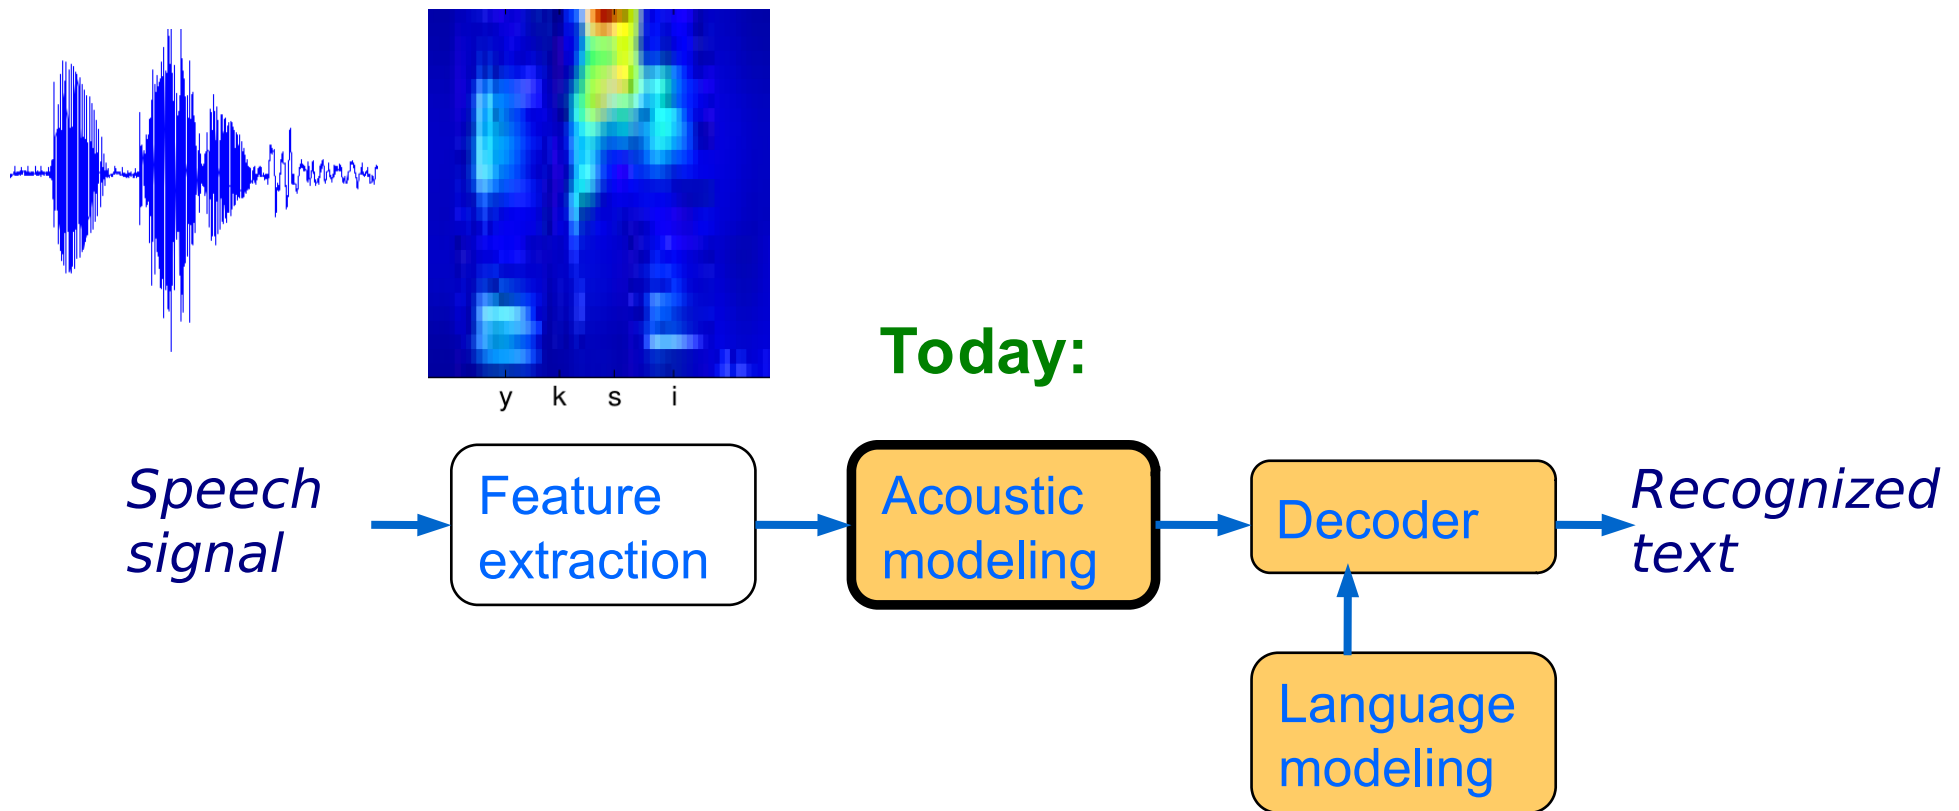 y k s i
Today:
Speech
signal
Feature
extraction
Acoustic
modeling
Decoder
Recognized
text
Language
modeling